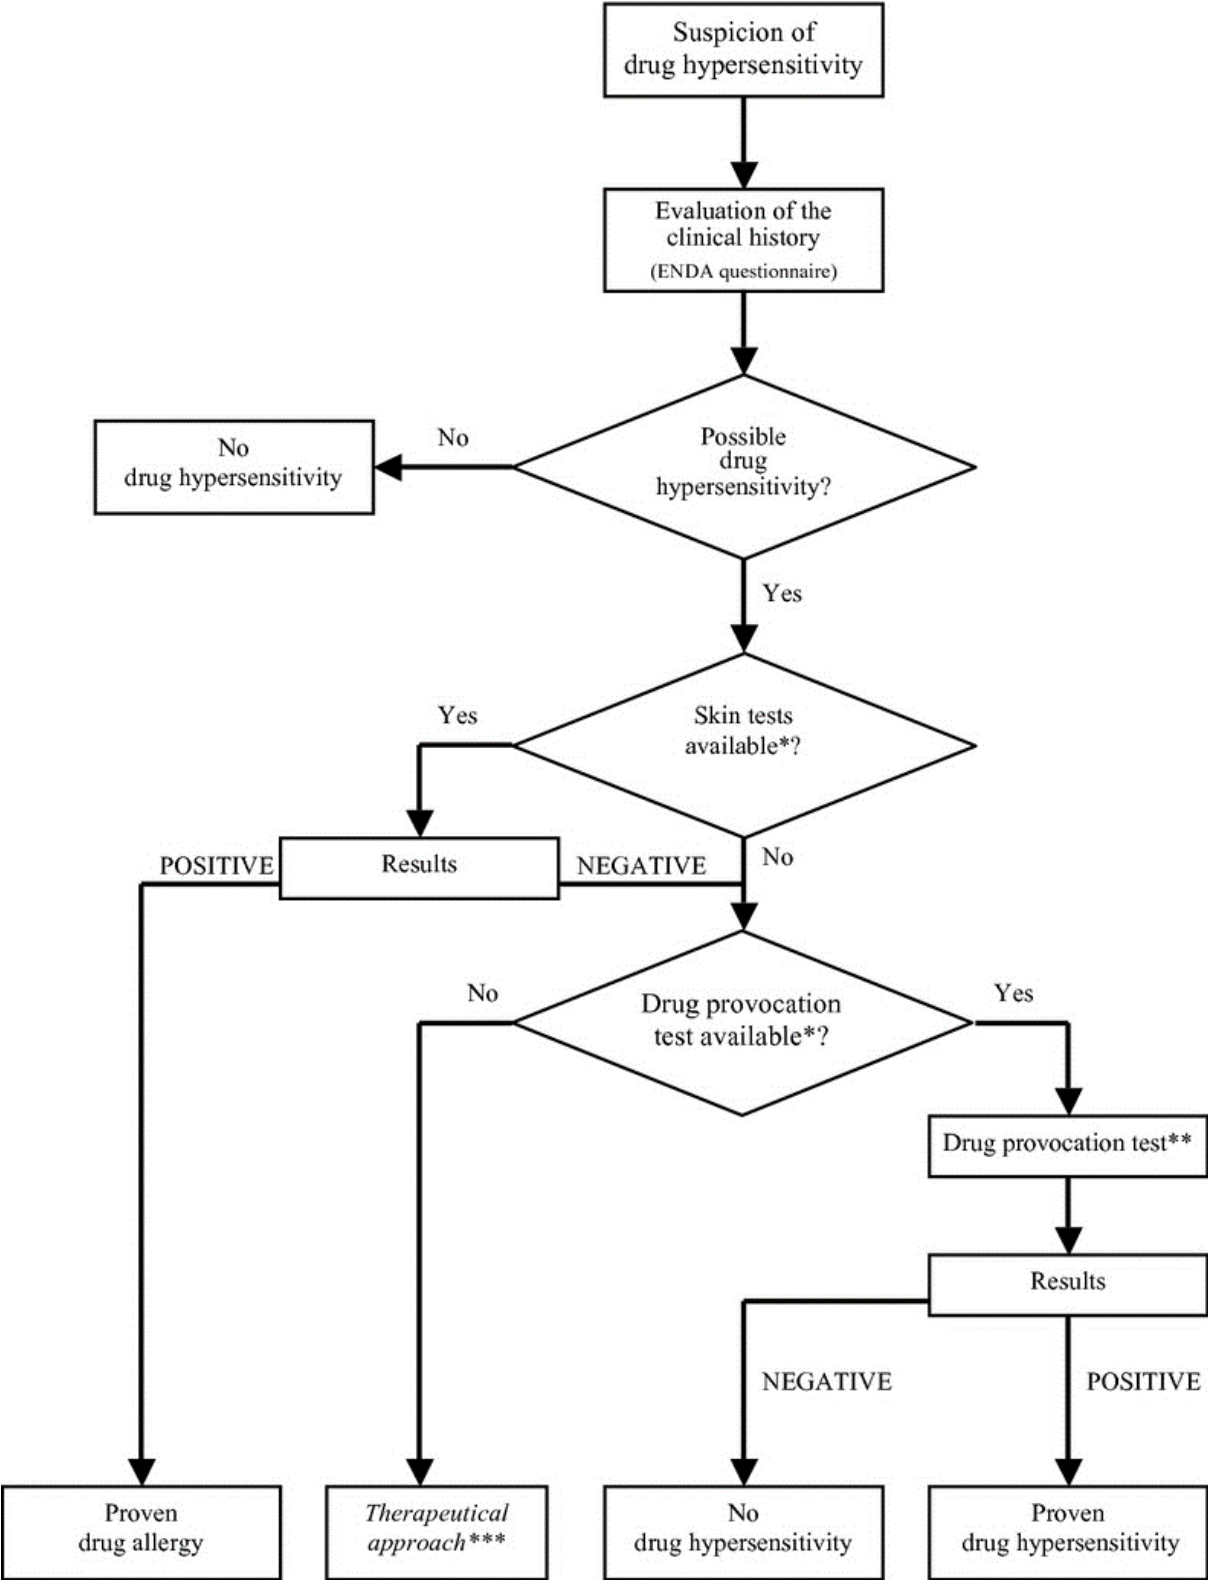 Suspicion of
drug hypersensitivity
Evaluation of the
clinical history
(ENDA questionnaire)
Possible
drug
hypersensitivity?
No
No
drug hypersensitivity
Yes
Skin tests
available*?
Yes
No
Results
POSITIVE
NEGATIVE
Drug provocation
test available*?
No
Yes
Drug provocation test**
Results
NEGATIVE
POSITIVE
Proven
drug allergy
Therapeutical
approach***
No
drug hypersensitivity
Proven
drug hypersensitivity